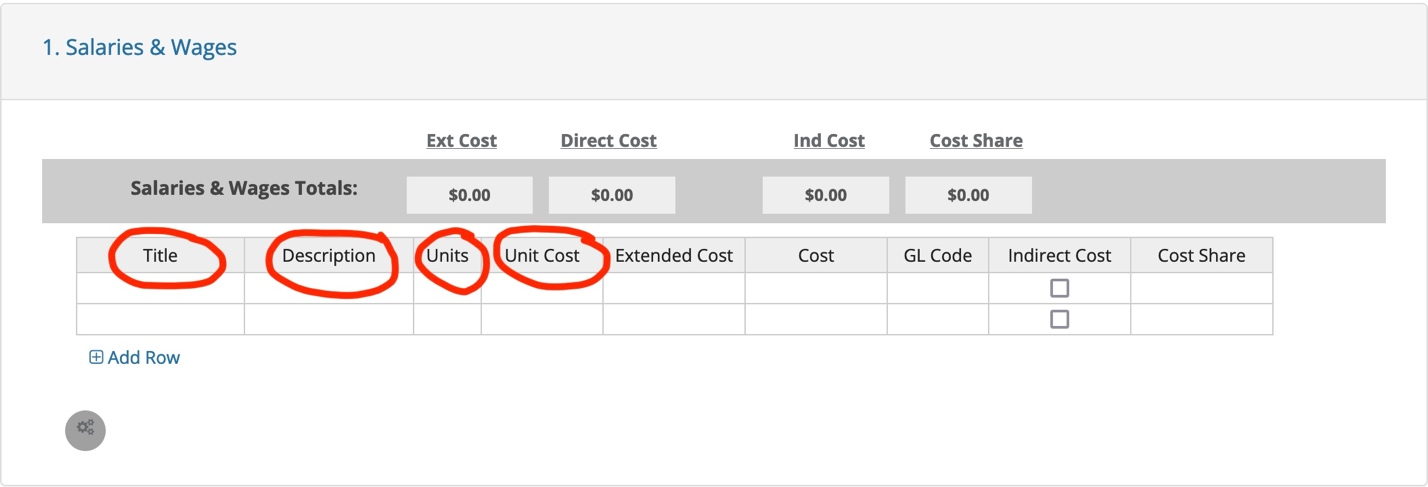 1. Salaries & Wages
Ext Cost Direct Cost Ind Cost Cost Share
Salaries & Wages Totals: $0.00 $0.00 $0.00 $0.00
Title Description Units Unit Cost Extended Cost Cost GL Code Indirect Cost Cost Share
Add Row